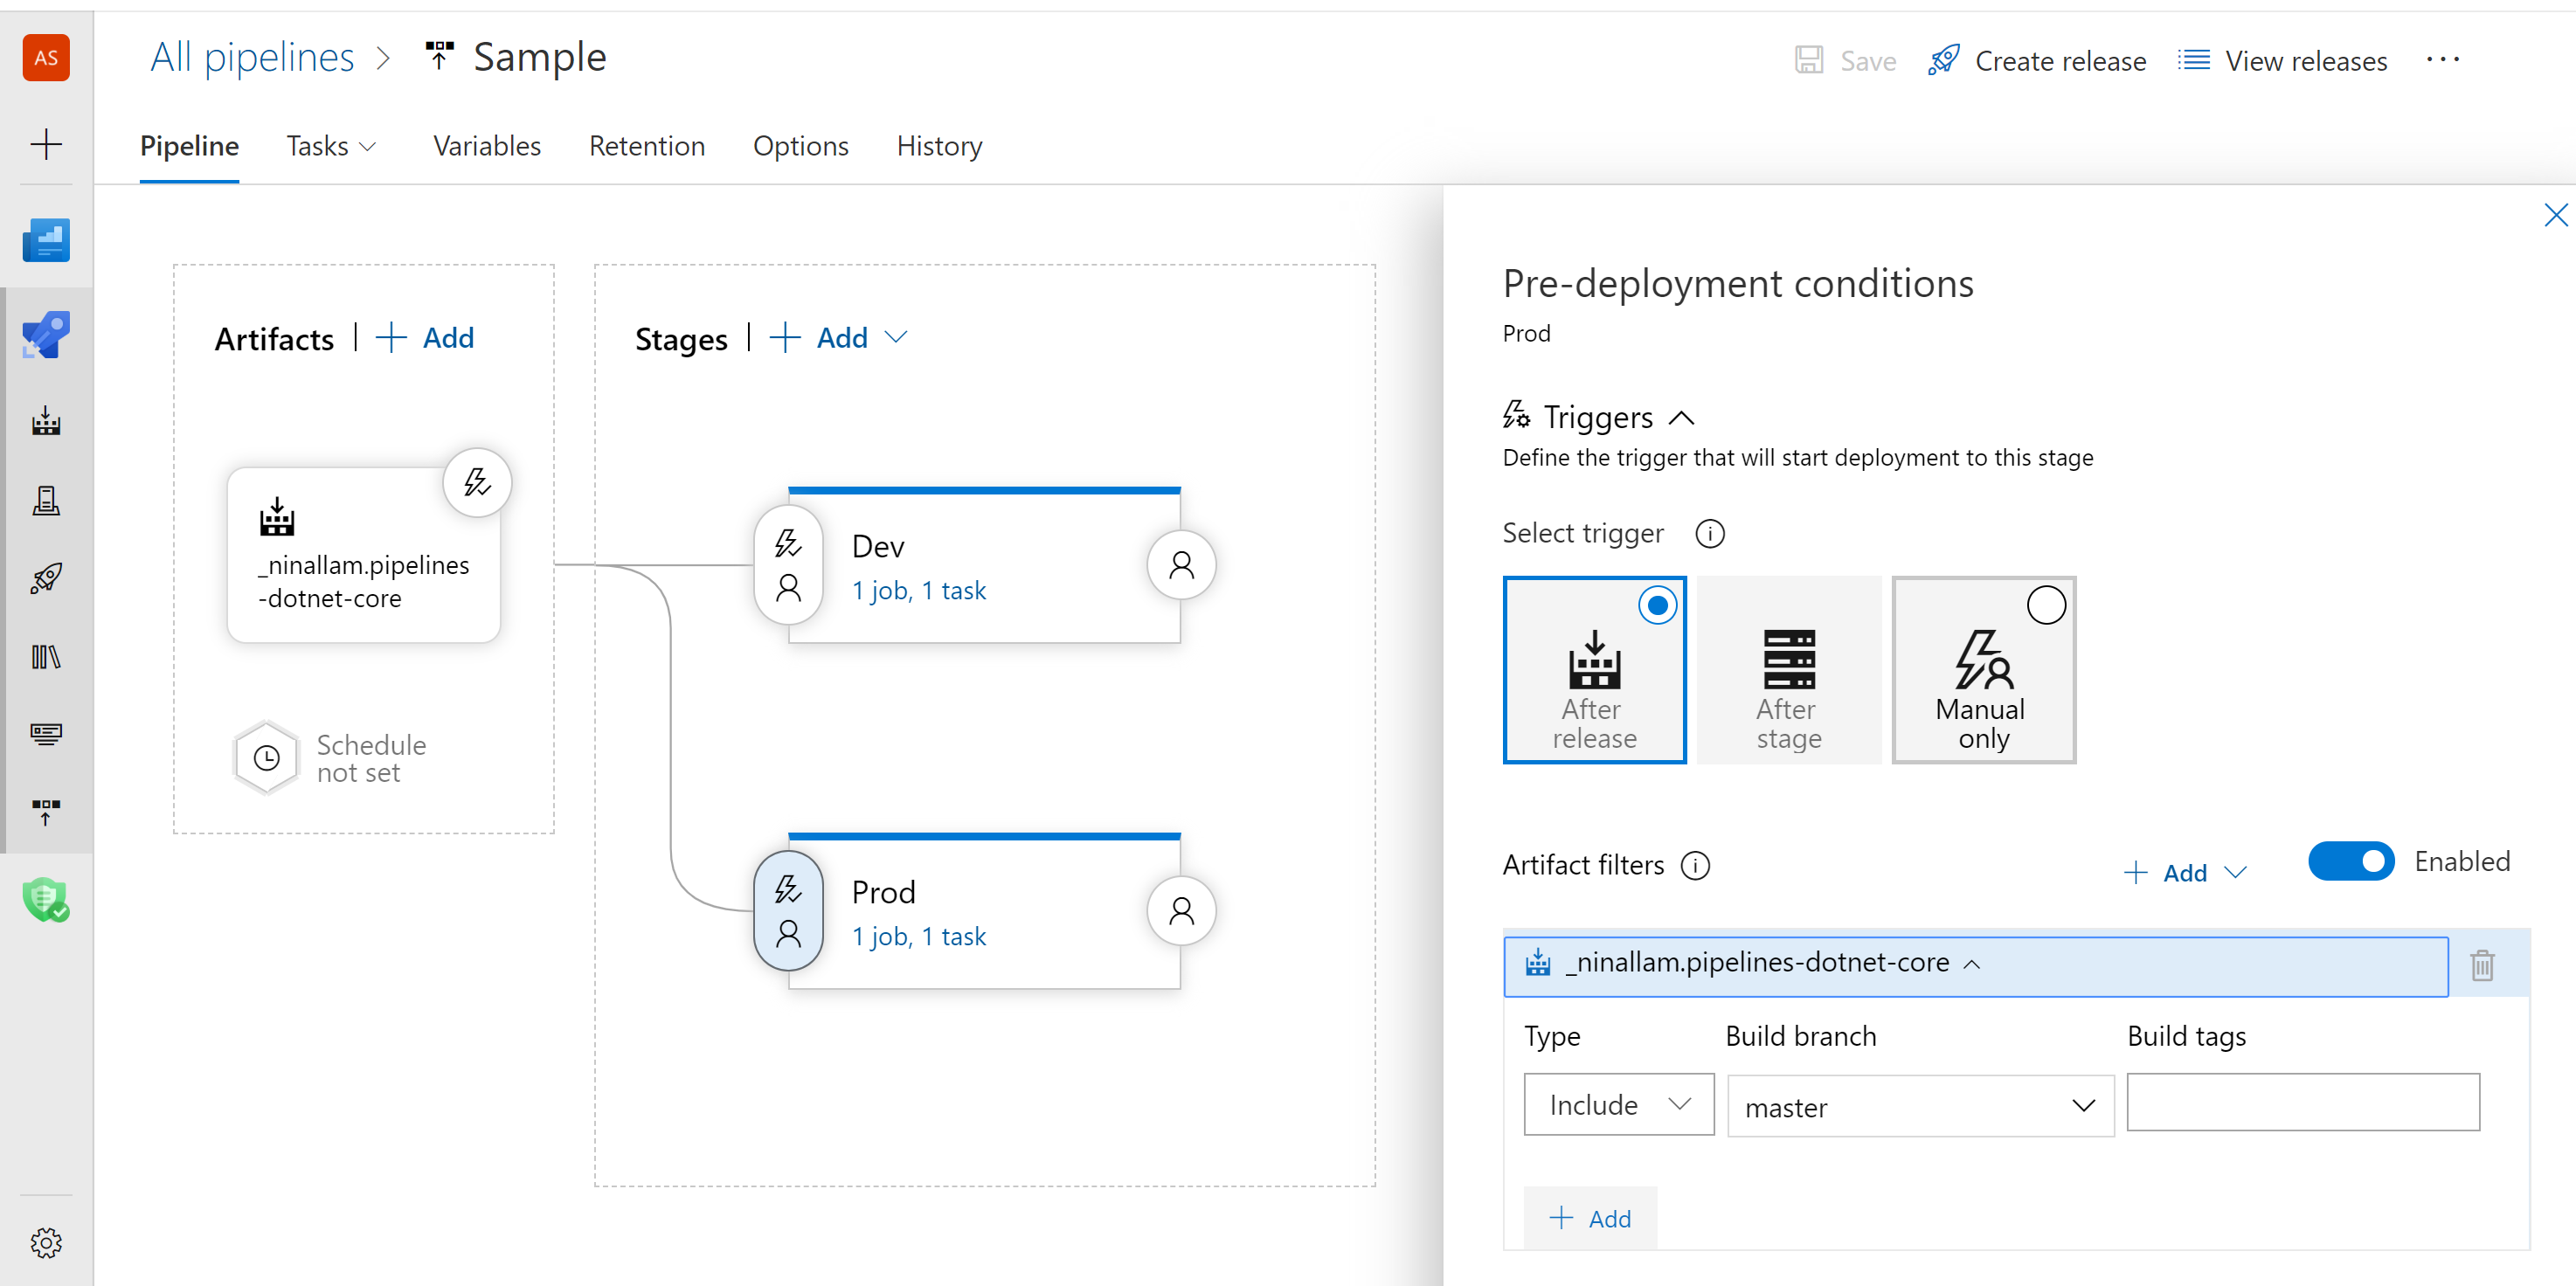 AS
All pipelines > Sample
Save
Create release
View releases
Pipeline
Tasks
Variables
Retention
Options
History
Artifacts | + Add
_ninallam.pipelines
-dotnet-core
Schedule
not set
Stages | + Add
Dev
1 job, 1 task
Prod
1 job, 1 task
Pre-deployment conditions
Prod
Triggers
Define the trigger that will start deployment to this stage
Select trigger
After
release
After
stage
Manual
only
Artifact filters
+ Add
Enabled
_ninallam.pipelines-dotnet-core
Type
Build branch
Build tags
Include
master
+ Add